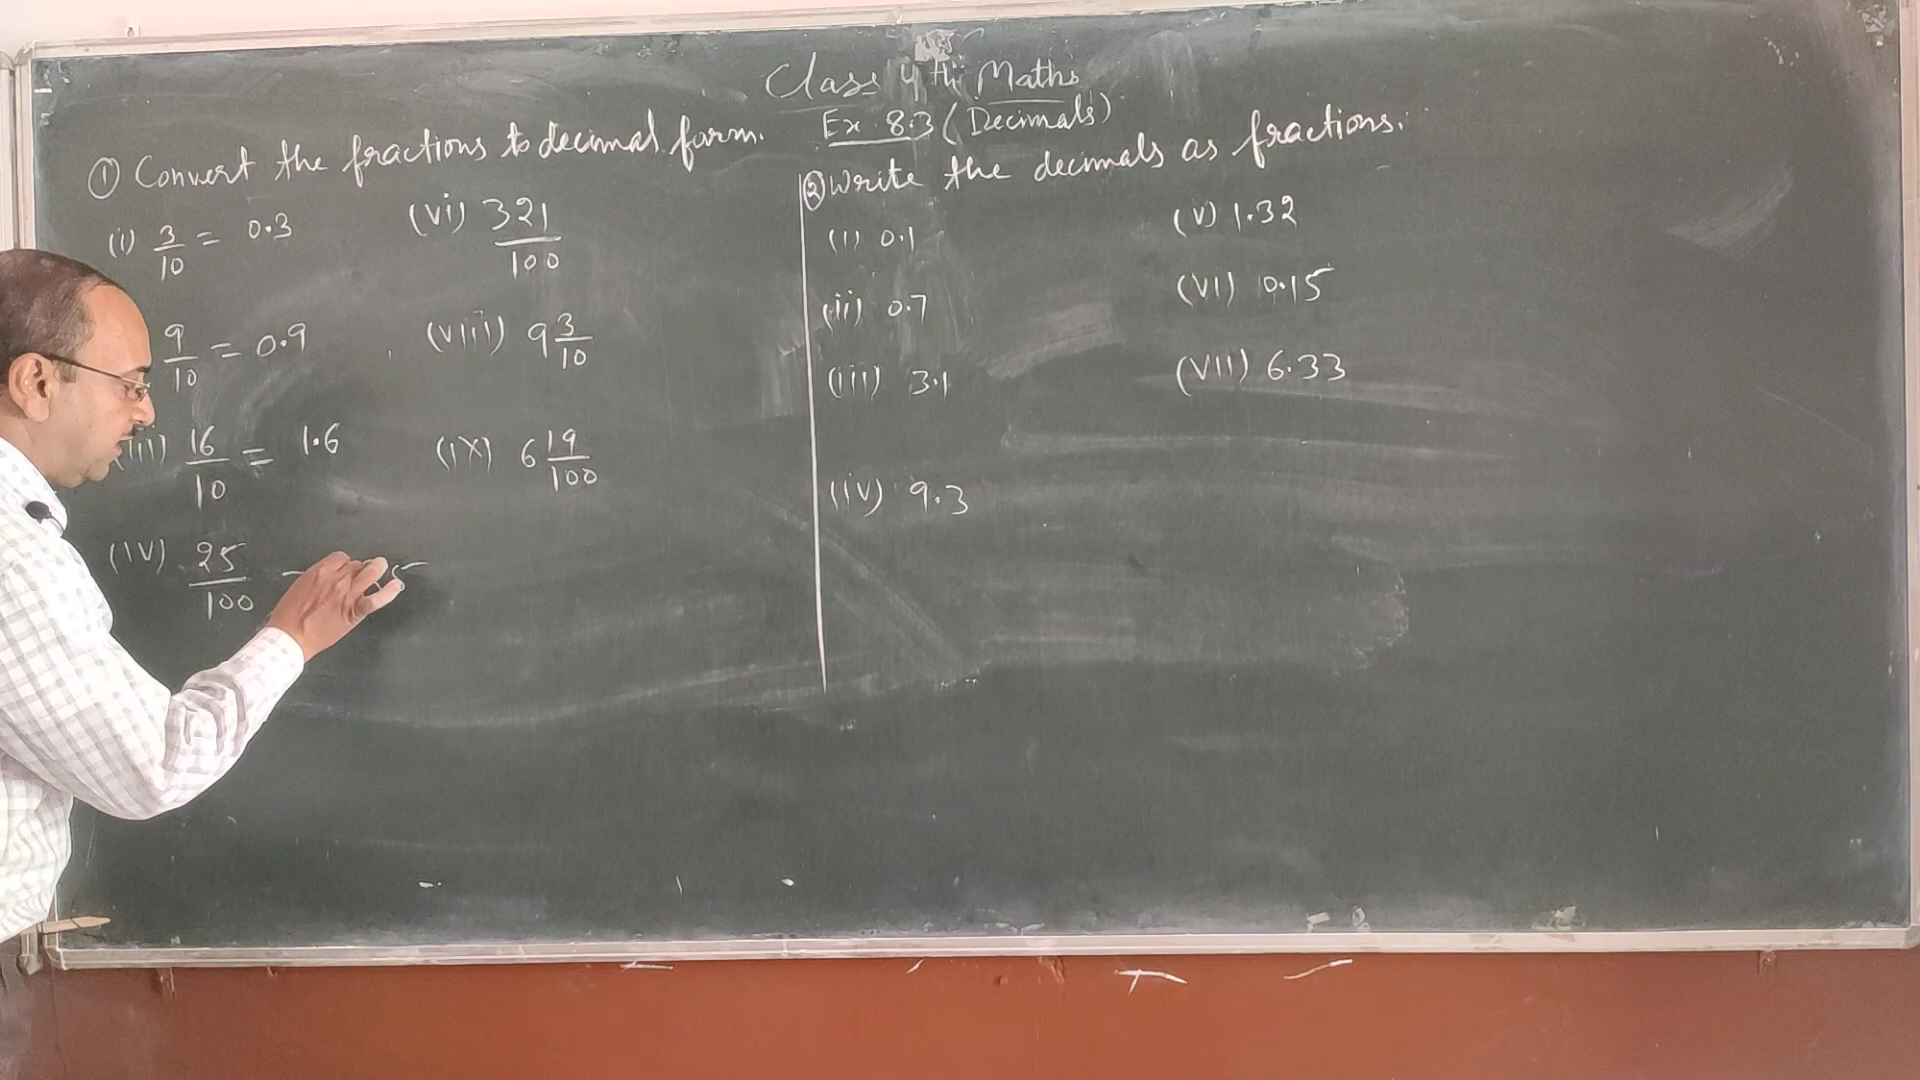 Class 4th Maths
Ex. 8.3 (Decimals)
① Convert the fractions to decimal form.
(i) 3/10 = 0.3
9/10 = 0.9
(iii) 16/10 = 1.6
(iv) 25/100
(vi) 321/100
(viii) 9 3/10
(ix) 6 19/100
② Write the decimals as fractions.
(i) 0.1
(ii) 0.7
(iii) 3.1
(iv) 9.3
(v) 1.32
(vi) 0.15
(vii) 6.33